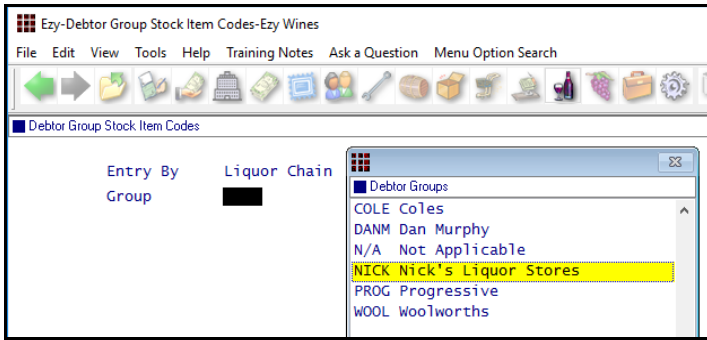 Ezy-Debtor Group Stock Item Codes-Ezy Wines
File Edit View Tools Help Training Notes Ask a Question Menu Option Search
Debtor Group Stock Item Codes
Entry By Liquor Chain
Group
Debtor Groups
COLE Coles
DANM Dan Murphy
N/A Not Applicable
NICK Nick's Liquor Stores
PROG Progressive
WOOL Woolworths